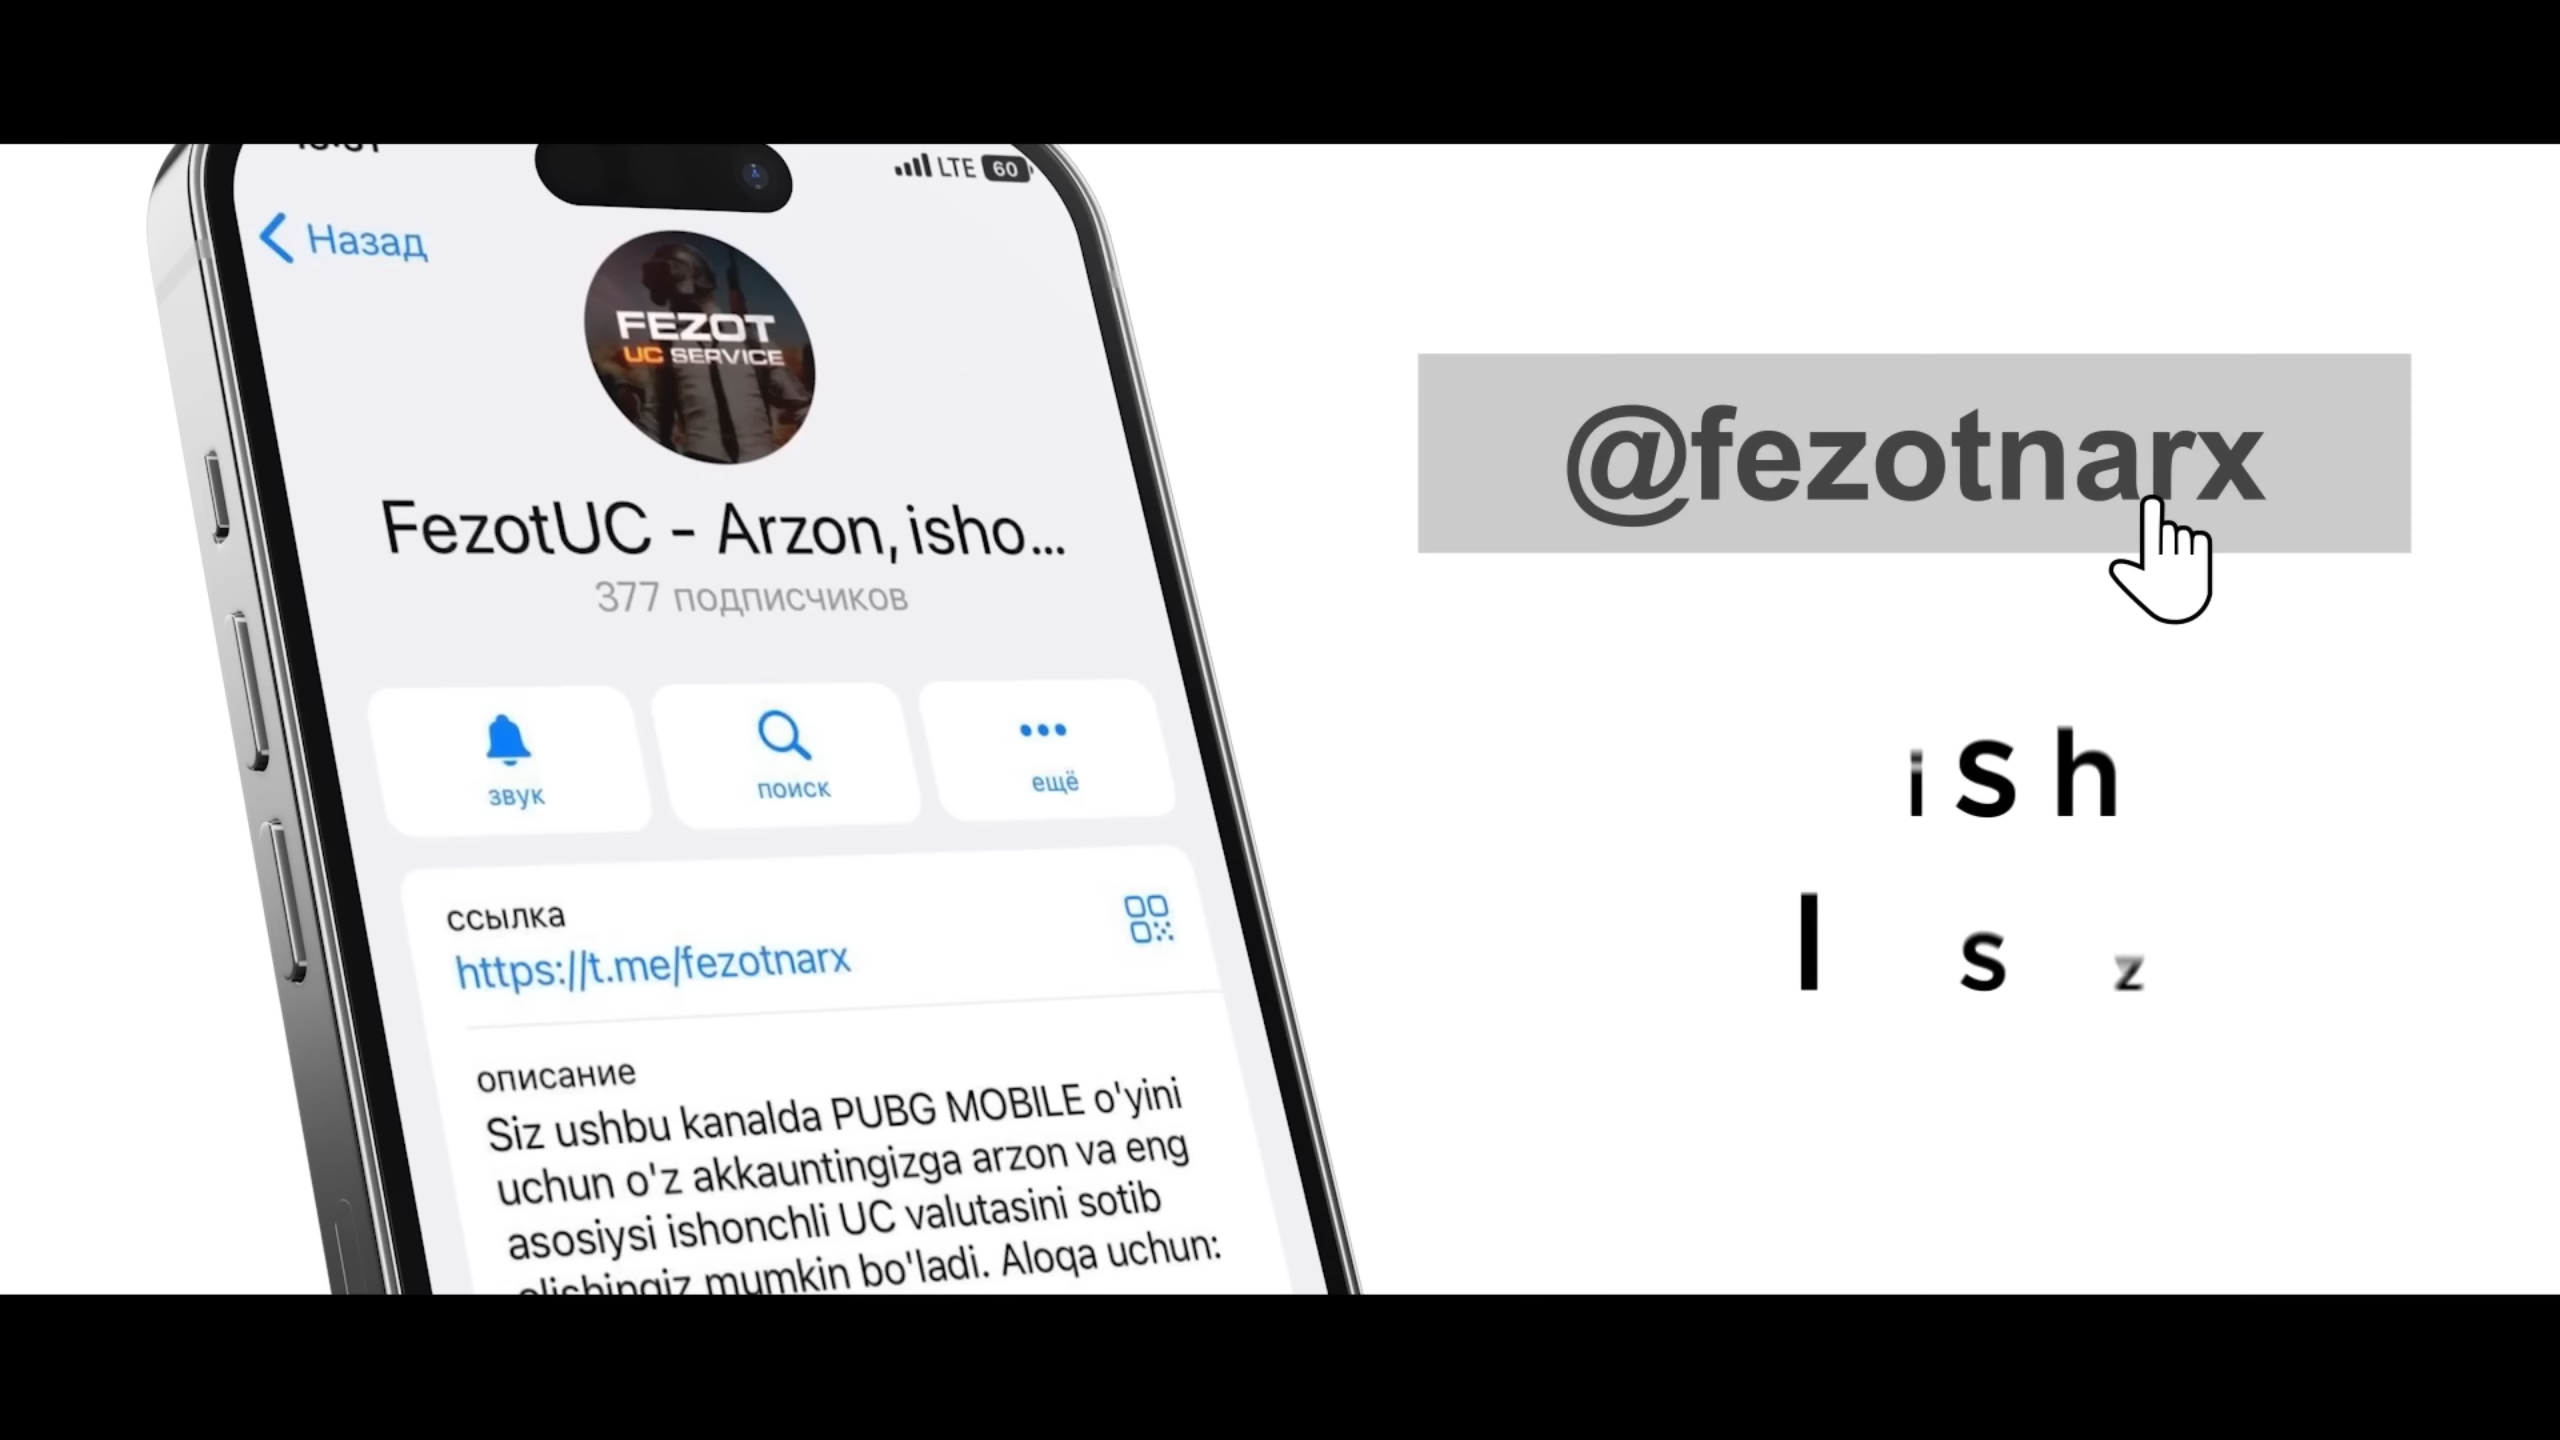 LTE 60
Назад
FEZOT
UC SERVICE
FezotUC - Arzon, isho...
377 подписчиков
звук
поиск
ещё
ссылка
https://t.me/fezotnarx
описание
Siz ushbu kanalda PUBG MOBILE o'yini
uchun o'z akkauntingizga arzon va eng
asosiysi ishonchli UC valutasini sotib
olishingiz mumkin bo'ladi. Aloqa uchun:
@fezotnarx
ish
l s z